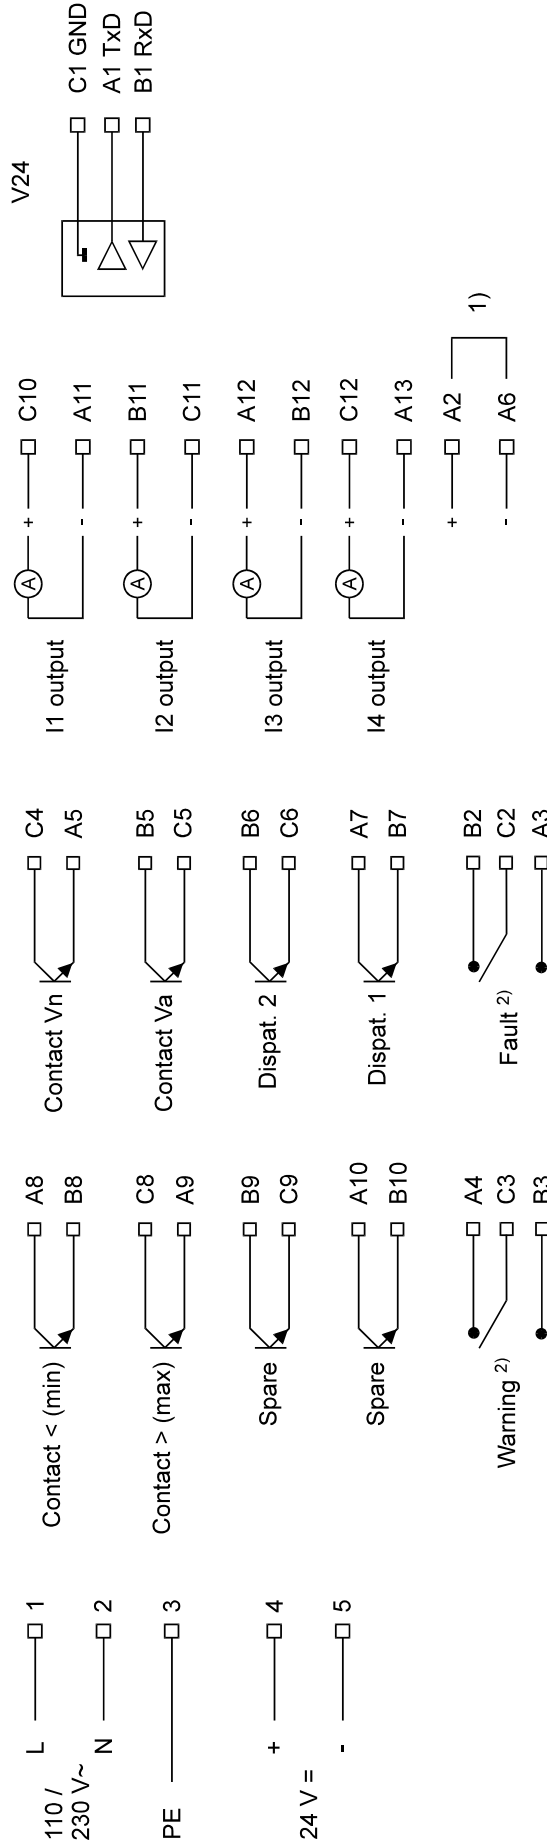 110 /
230 V~
L
1
N
2
PE
3
24 V =
+
4
-
5
Contact < (min)
A8
B8
Contact > (max)
C8
A9
Spare
B9
C9
Spare
A10
B10
Warning 2)
A4
C3
B3
Contact Vn
C4
A5
Contact Va
B5
C5
Dispat. 2
B6
C6
Dispat. 1
A7
B7
Fault 2)
B2
C2
A3
I1 output
A
+
C10
-
A11
I2 output
A
+
B11
-
C11
I3 output
A
+
A12
-
B12
I4 output
A
+
C12
-
A13
+
A2
-
A6
1)
V24
C1 GND
A1 TxD
B1 RxD